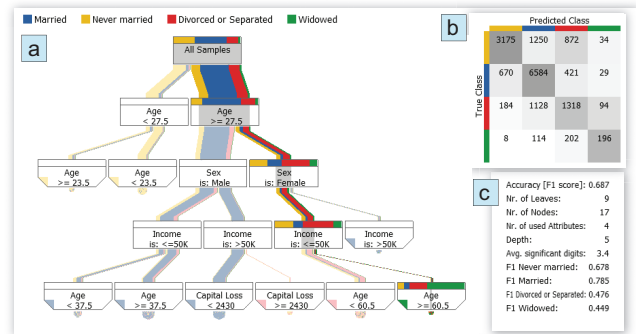 Married Never married Divorced or Separated Widowed
a
All Samples
Age
< 27.5
Age
>= 27.5
Age
>= 23.5
Age
< 23.5
Sex
is: Male
Sex
is: Female
Income
is: <=50K
Income
is: >50K
Income
is: <=50K
Income
is: >50K
Age
< 37.5
Age
>= 37.5
Capital Loss
< 2430
Capital Loss
>= 2430
Age
< 60.5
Age
>= 60.5
b
Predicted Class
True Class
3175 1250 872 34
670 6584 421 29
184 1128 1318 94
8 114 202 196
c
Accuracy [F1 score]: 0.687
Nr. of Leaves: 9
Nr. of Nodes: 17
Nr. of used Attributes: 4
Depth: 5
Avg. significant digits: 3.4
F1 Never married: 0.678
F1 Married: 0.785
F1 Divorced or Separated: 0.476
F1 Widowed: 0.449